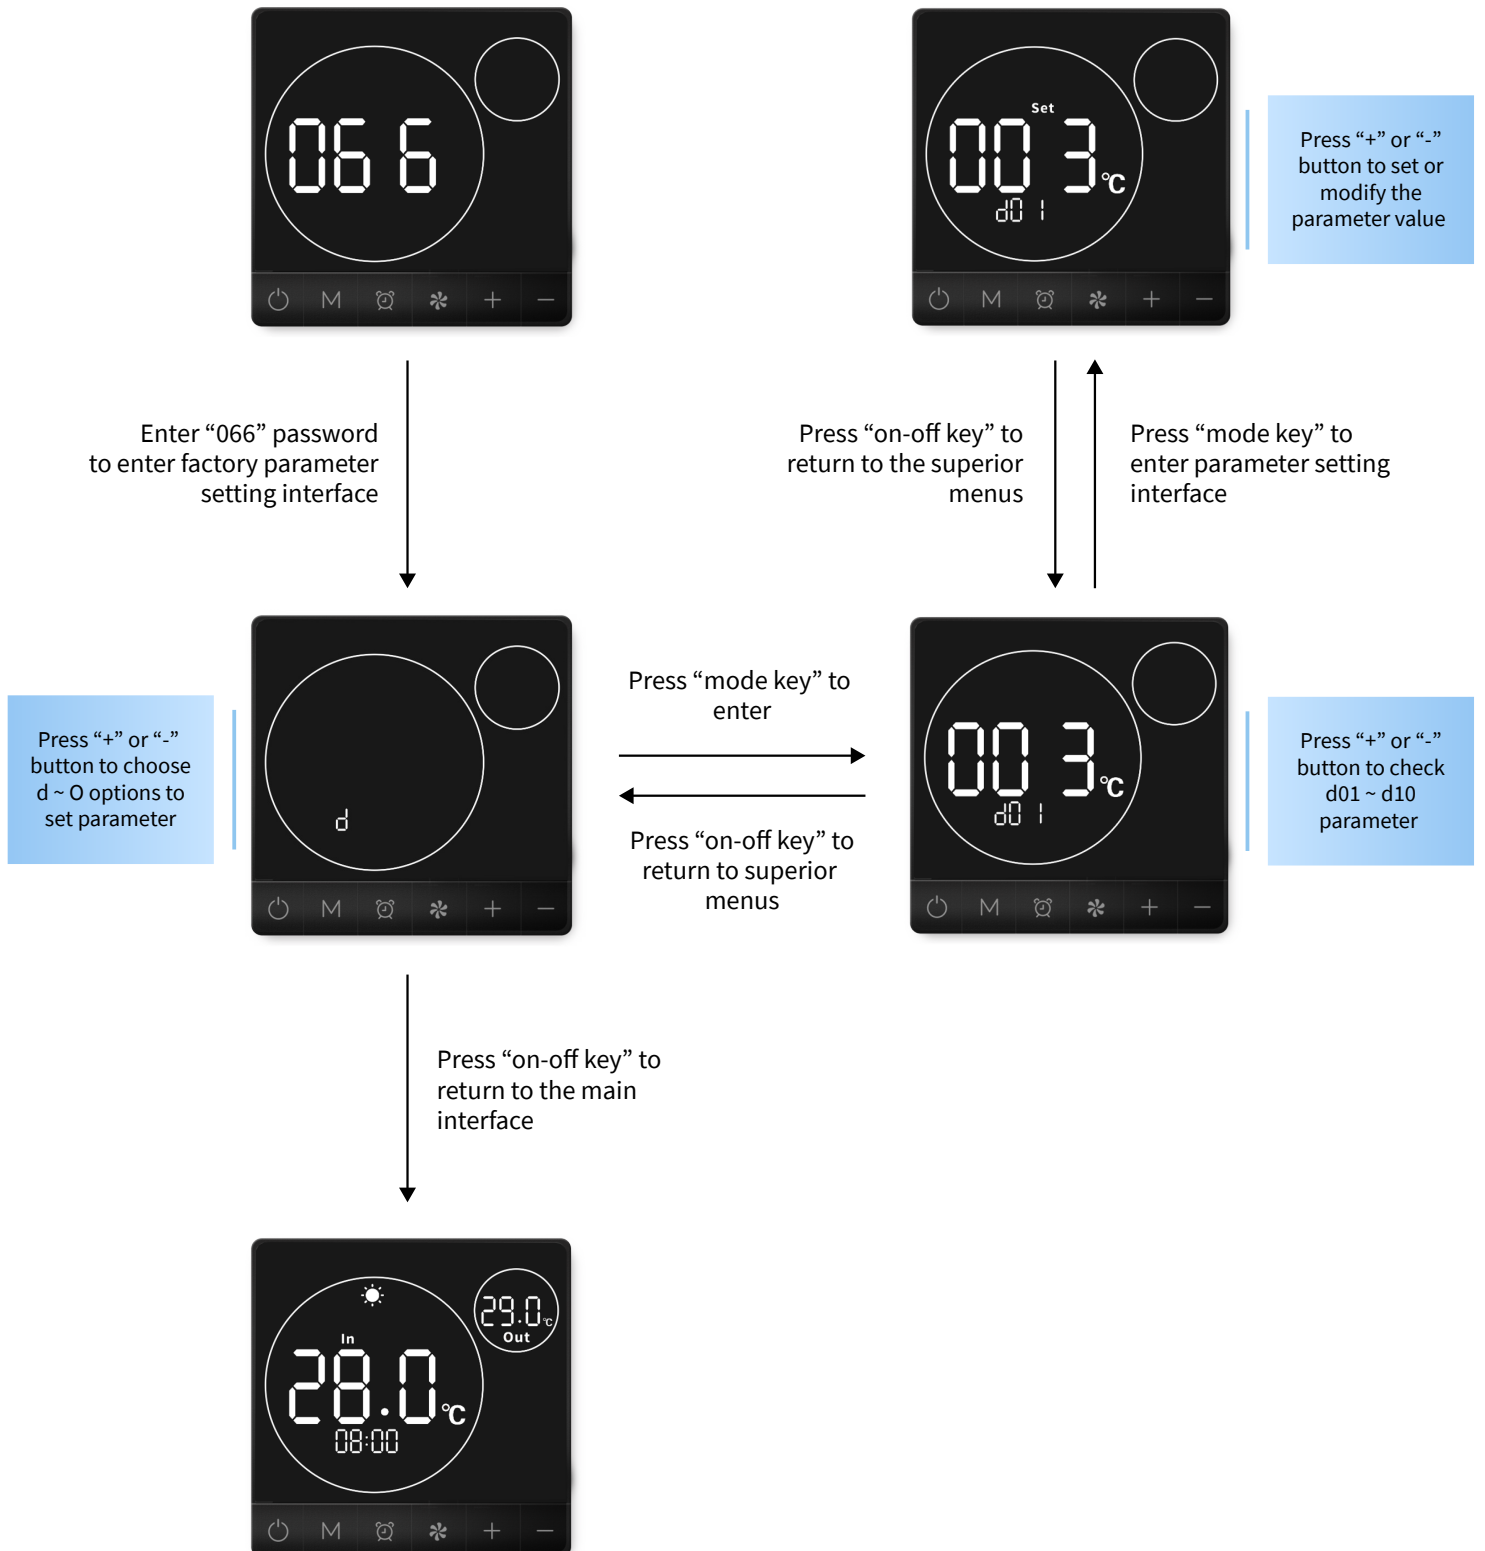 066
Set
003°C
d01
Press “+” or “-”
button to set or
modify the
parameter value
M
M
Enter “066” password
to enter factory parameter
setting interface
Press “on-off key” to
return to the superior
menus
Press “mode key” to
enter parameter setting
interface
Press “+” or “-”
button to choose
d ~ O options to
set parameter
d
M
Press “mode key” to
enter
Press “on-off key” to
return to superior
menus
003°C
d01
M
Press “+” or “-”
button to check
d01 ~ d10
parameter
Press “on-off key” to
return to the main
interface
29.0°C
Out
In
28.0°C
08:00
M